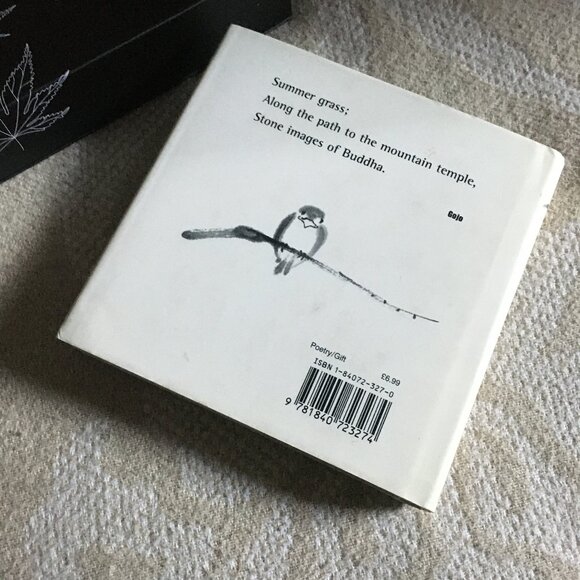 Summer grass;
Along the path to the mountain temple,
Stone images of Buddha.
Gojo
Poetry/Gift
£6.99
ISBN 1-84072-327-0
9 781840 723274